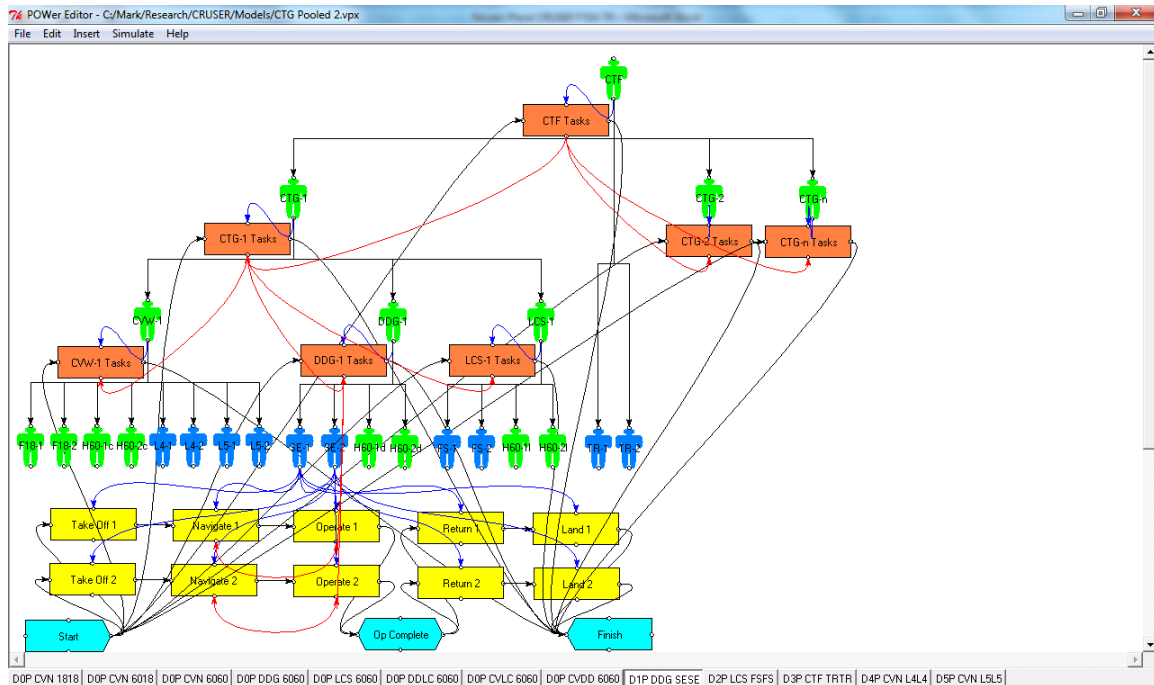 POWer Editor - C:/Mark/Research/CRUSER/Models/CTG Pooled 2.vpx
File Edit Insert Simulate Help
CTF
CTF Tasks
CTG-1
CTG-2
CTG-n
CTG-1 Tasks
CTG-2 Tasks
CTG-n Tasks
CVW-1
DDG-1
LCS-1
CVW-1 Tasks
DDG-1 Tasks
LCS-1 Tasks
F18-1 F18-2 H60-1c H60-2c L4-1 L4-2 L5-1 L5-2 SE-1 SE-2 H60-1d H60-2d FS-1 FS-2 H60-1l H60-2l TR-1 TR-2
Take Off 1 Navigate 1 Operate 1 Return 1 Land 1
Take Off 2 Navigate 2 Operate 2 Return 2 Land 2
Start Op Complete Finish
D0P CVN 1818 D0P CVN 6018 D0P CVN 6060 D0P DDG 6060 D0P LCS 6060 D0P DDLC 6060 D0P CVLC 6060 D0P CVDD 6060 D1P DDG SESE D2P LCS FSFS D3P CTF TRTR D4P CVN L4L4 D5P CVN L5L5